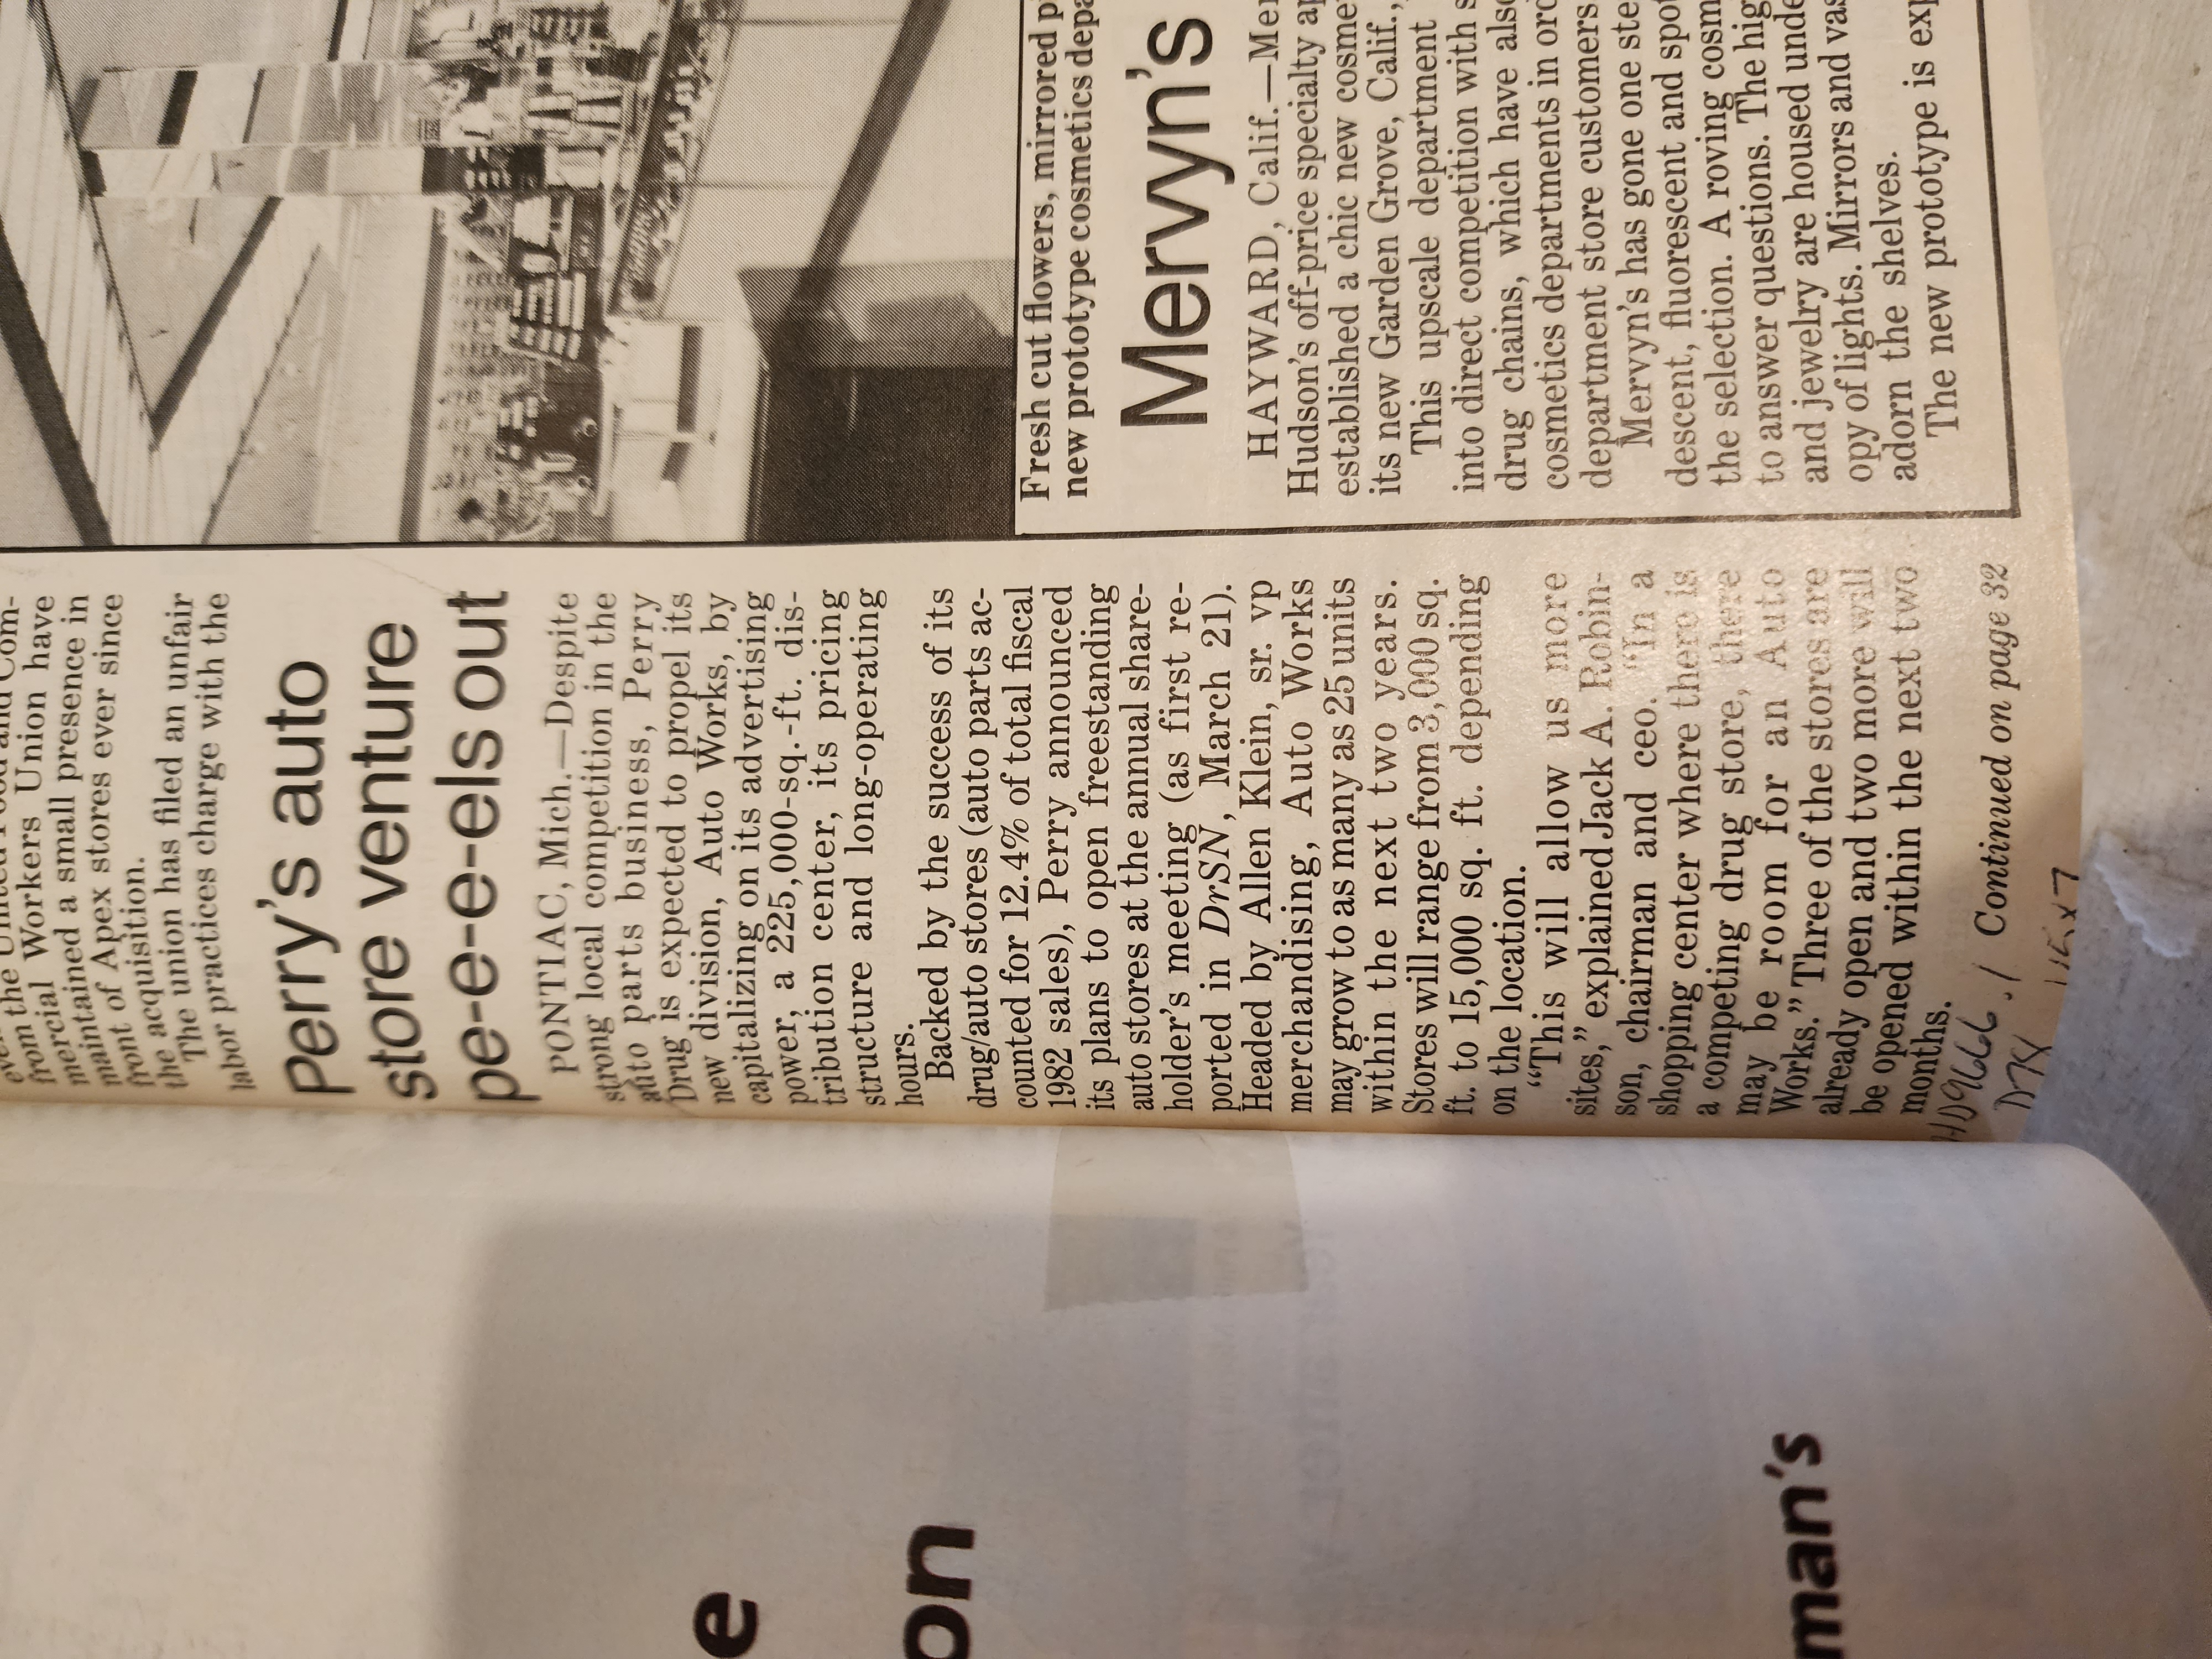 from the United Food and Com-
mercial Workers Union have
maintained a small presence in
front of Apex stores ever since
the acquisition.
The union has filed an unfair
labor practices charge with the
Perry's auto
store venture
pe-e-e-els out
PONTIAC, Mich.—Despite
strong local competition in the
auto parts business, Perry
Drug is expected to propel its
new division, Auto Works, by
capitalizing on its advertising
power, a 225,000-sq.-ft. dis-
tribution center, its pricing
structure and long-operating
hours.
Backed by the success of its
drug/auto stores (auto parts ac-
counted for 12.4% of total fiscal
1982 sales), Perry announced
its plans to open freestanding
auto stores at the annual share-
holder's meeting (as first re-
ported in DrSN, March 21).
Headed by Allen Klein, sr. vp
merchandising, Auto Works
may grow to as many as 25 units
within the next two years.
Stores will range from 3,000 sq.
ft. to 15,000 sq. ft. depending
on the location.
"This will allow us more
sites," explained Jack A. Robin-
son, chairman and ceo. "In a
shopping center where there is
a competing drug store, there
may be room for an Auto
Works." Three of the stores are
already open and two more will
be opened within the next two
months.
Continued on page 32
Fresh cut flowers, mirrored
new prototype cosmetics
Mervyn's
HAYWARD, Calif.—
Hudson's off-price specialty
established a chic new
its new Garden Grove, Calif.,
This upscale department
into direct competition with
drug chains, which have also
cosmetics departments in
department store customers
Mervyn's has gone one
descent, fluorescent and
the selection. A roving
to answer questions. The
and jewelry are housed
opy of lights. Mirrors and
adorn the shelves.
The new prototype is
e
on
man's